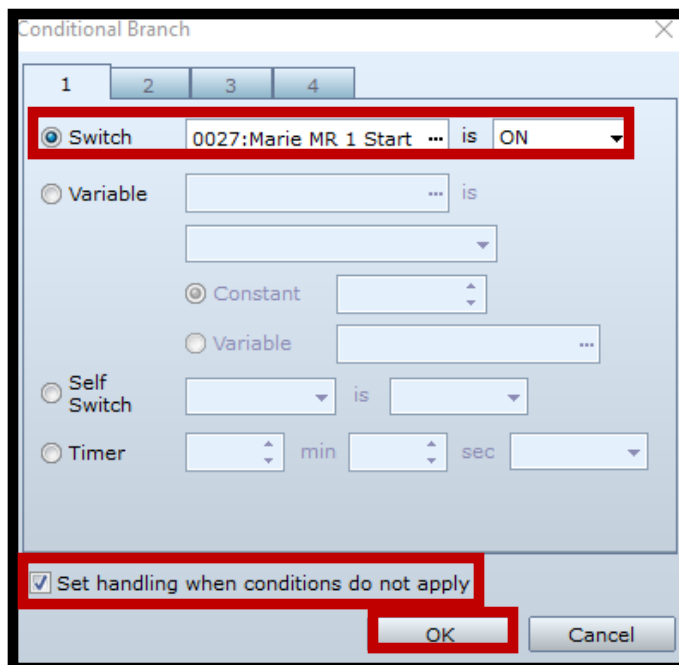 Conditional Branch
1 2 3 4
Switch 0027:Marie MR 1 Start ... is ON
Variable ... is
Constant
Variable ...
Self
Switch is
Timer min sec
Set handling when conditions do not apply
OK Cancel